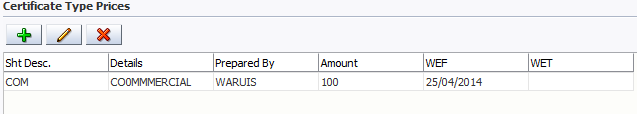 Certificate Type Prices
Sht Desc. Details Prepared By Amount WEF WET
COM CO0MMMERCIAL WARUIS 100 25/04/2014